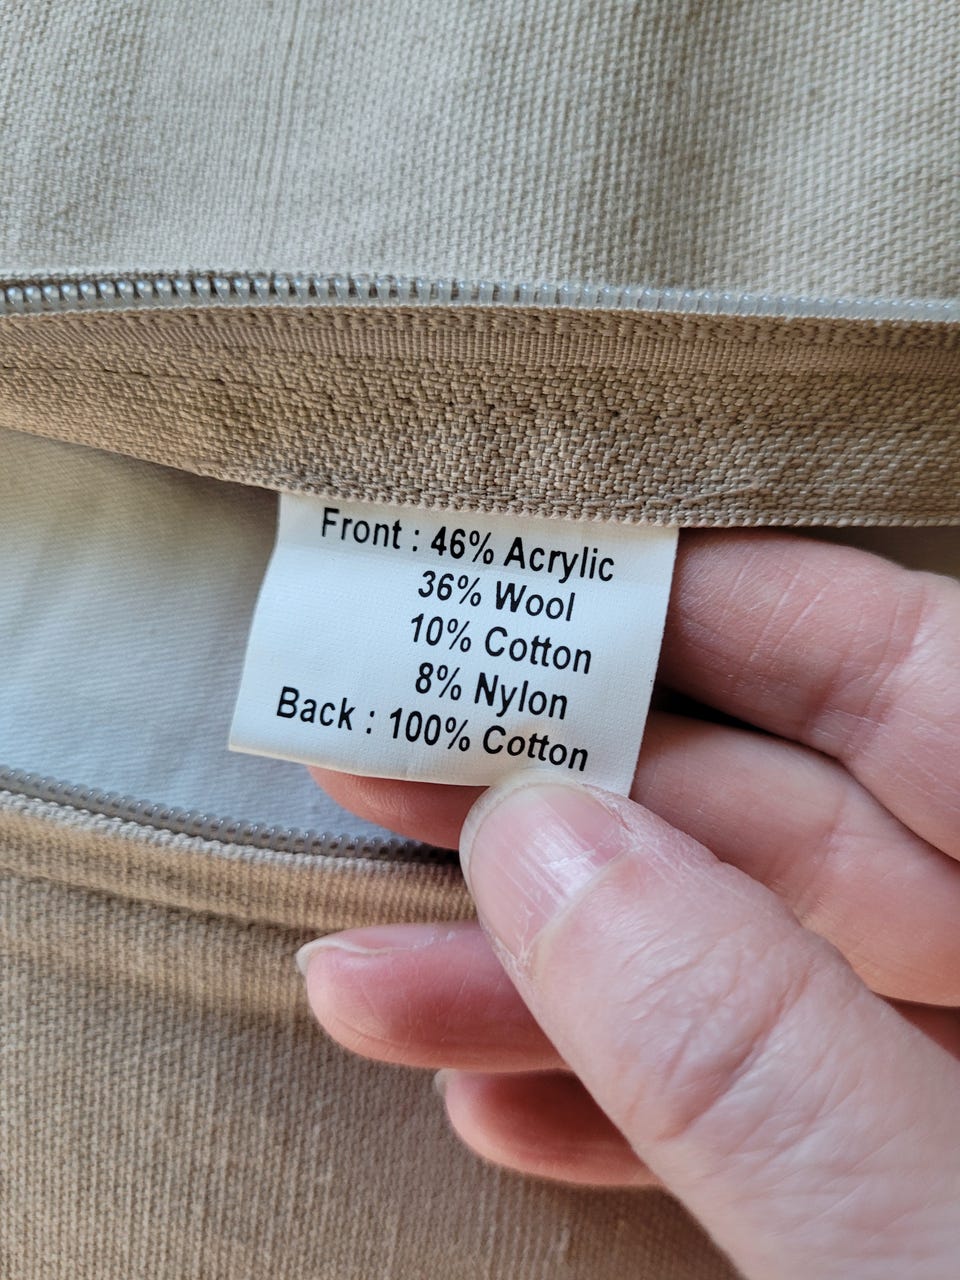 Front : 46% Acrylic
36% Wool
10% Cotton
8% Nylon
Back : 100% Cotton